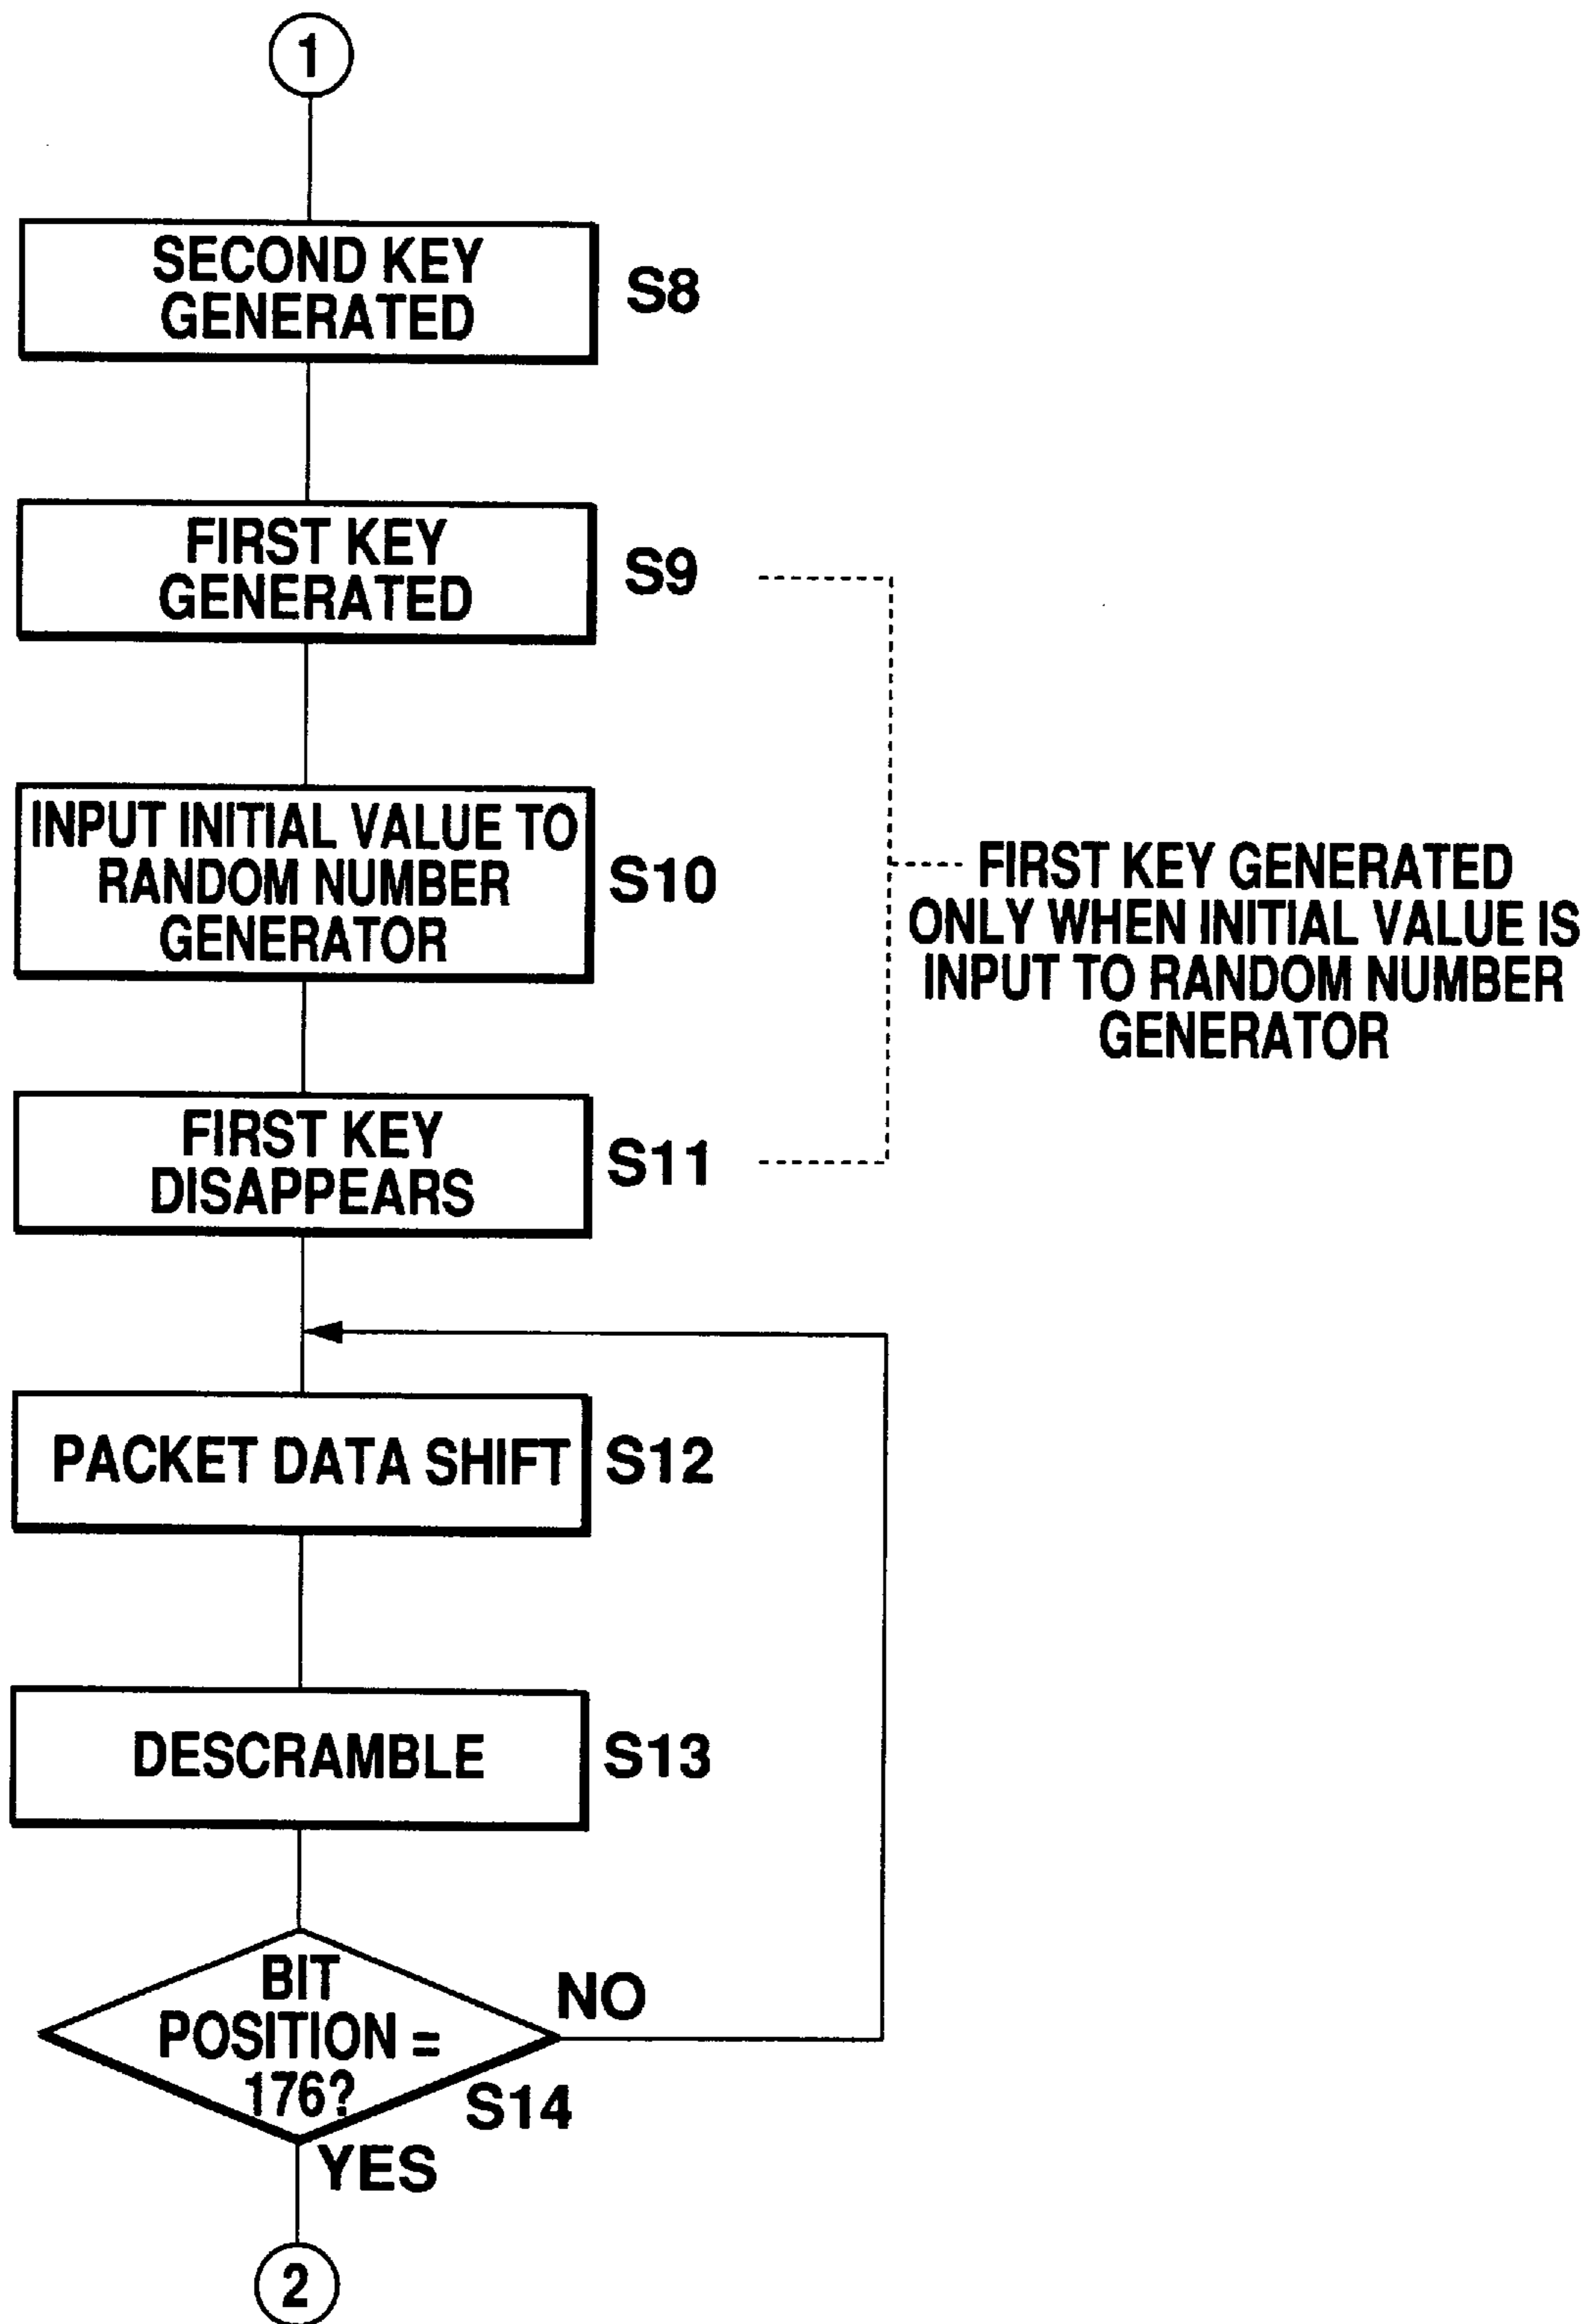 1
SECOND KEY
GENERATED
S8
FIRST KEY
GENERATED
S9
INPUT INITIAL VALUE TO
RANDOM NUMBER
GENERATOR
S10
FIRST KEY GENERATED
ONLY WHEN INITIAL VALUE IS
INPUT TO RANDOM NUMBER
GENERATOR
FIRST KEY
DISAPPEARS
S11
PACKET DATA SHIFT
S12
DESCRAMBLE
S13
BIT
POSITION =
176?
S14
NO
YES
2